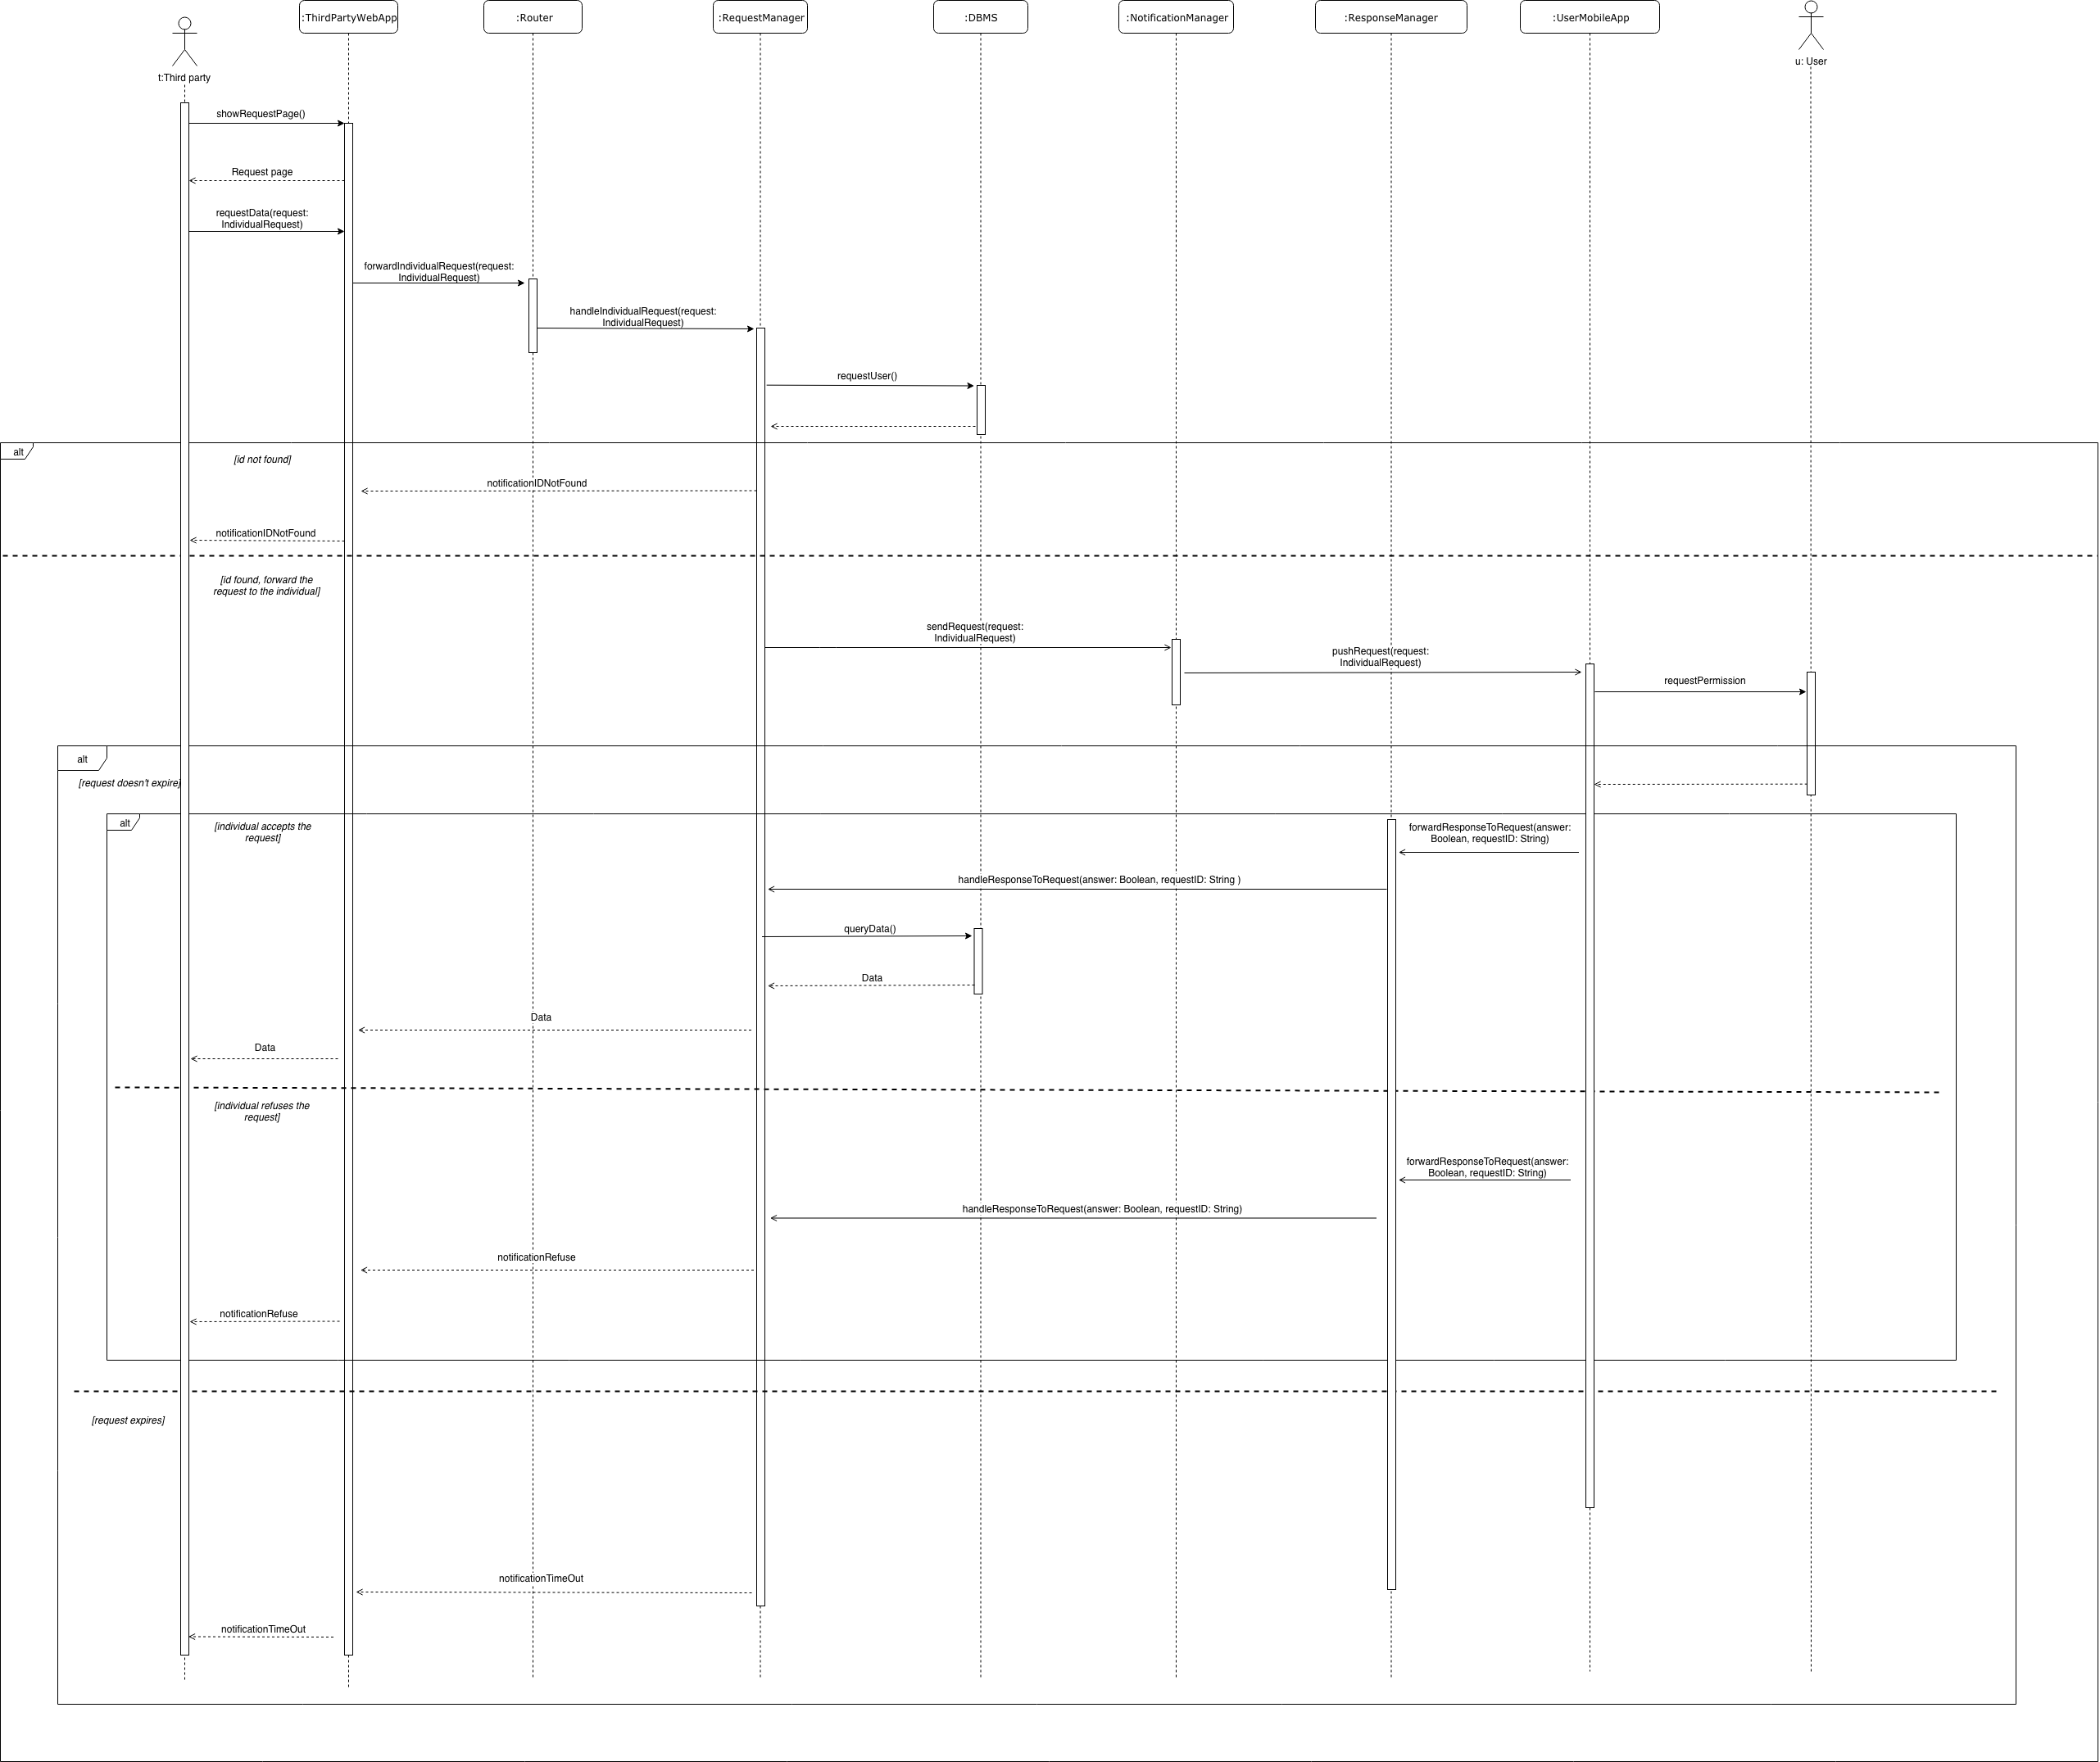 :ThirdPartyWebApp
:Router
:RequestManager
:DBMS
:NotificationManager
:ResponseManager
:UserMobileApp
u: User
t:Third party
showRequestPage()
Request page
requestData(request:
IndividualRequest)
forwardIndividualRequest(request:
IndividualRequest)
handleIndividualRequest(request:
IndividualRequest)
requestUser()
alt
[id not found]
notificationIDNotFound
notificationIDNotFound
[id found, forward the
request to the individual]
sendRequest(request:
IndividualRequest)
pushRequest(request:
IndividualRequest)
requestPermission
alt
[request doesn't expire]
alt
[individual accepts the
request]
forwardResponseToRequest(answer:
Boolean, requestID: String)
handleResponseToRequest(answer: Boolean, requestID: String )
queryData()
Data
Data
Data
[individual refuses the
request]
forwardResponseToRequest(answer:
Boolean, requestID: String)
handleResponseToRequest(answer: Boolean, requestID: String)
notificationRefuse
notificationRefuse
[request expires]
notificationTimeOut
notificationTimeOut